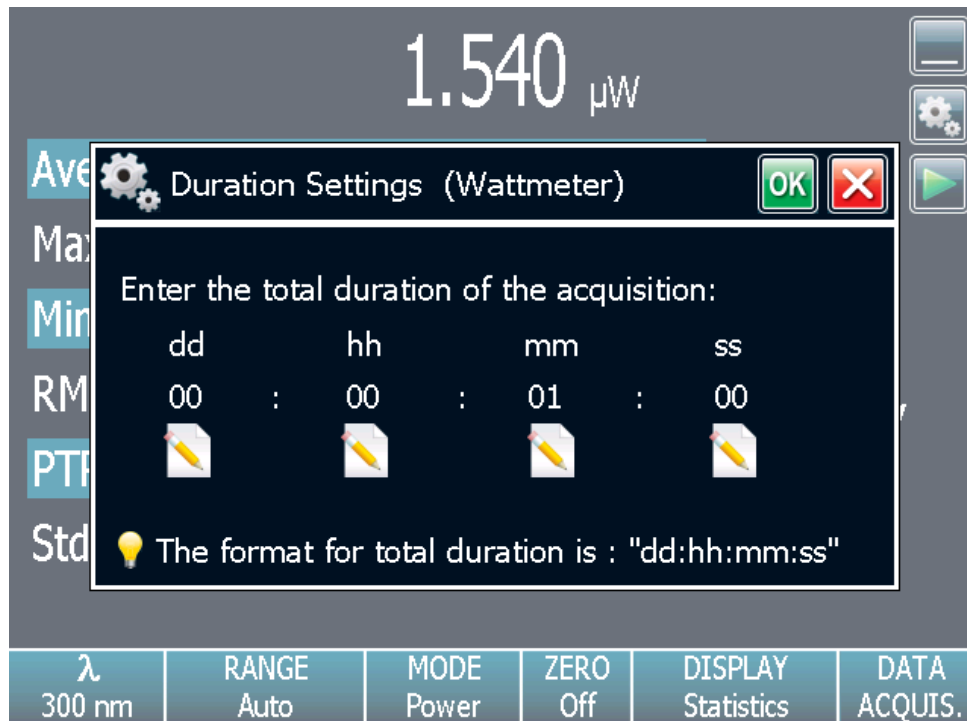 1.540 µW
Duration Settings (Wattmeter) OK
Enter the total duration of the acquisition:
dd hh mm ss
00 : 00 : 01 : 00
The format for total duration is : "dd:hh:mm:ss"
λ RANGE MODE ZERO DISPLAY DATA
300 nm Auto Power Off Statistics ACQUIS.